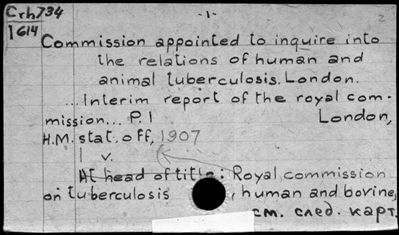 Crh734
1614
-1-
2
Commission appointed to inquire into
the relations of human and
animal tuberculosis. London.
...Interim report of the royal com-
mission... P. 1 London,
H.M. stat. off, 1907
1 v.
At head of title: Royal commission
on tuberculosis , human and bovine,
см. след. карт.